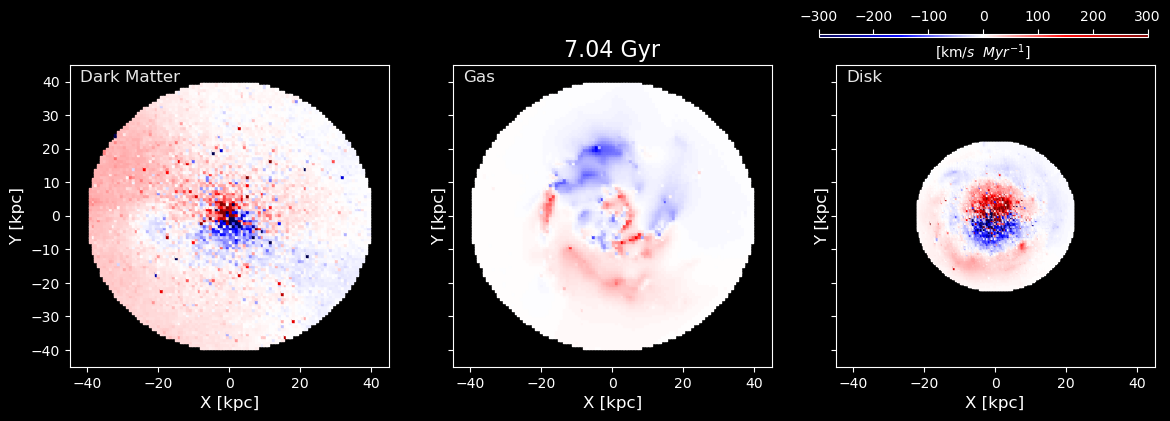 −300 −200 −100 0 100 200 300
[km/s Myr⁻¹]
7.04 Gyr
Dark Matter
Gas
Disk
40
30
20
10
0
−10
−20
−30
−40
Y [kpc]
Y [kpc]
Y [kpc]
−40 −20 0 20 40
−40 −20 0 20 40
−40 −20 0 20 40
X [kpc]
X [kpc]
X [kpc]